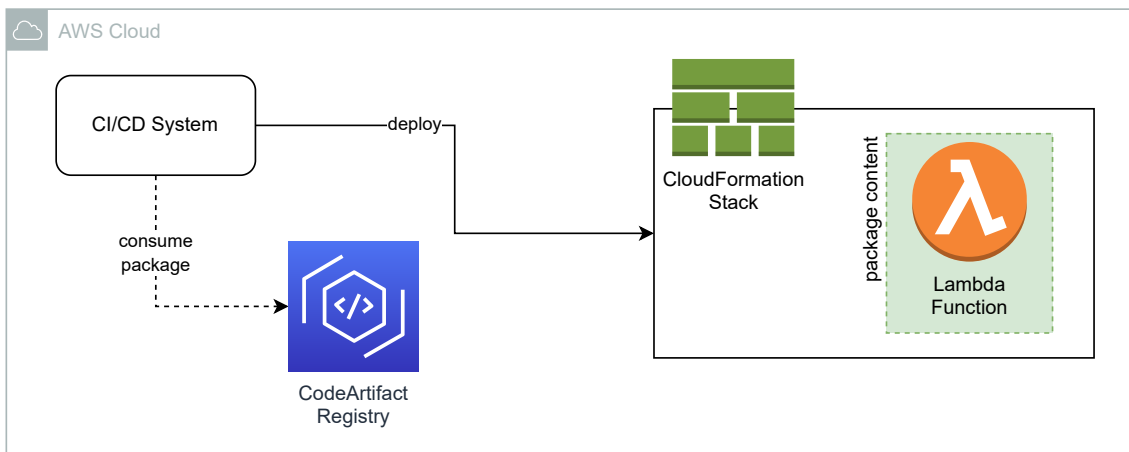 AWS Cloud
CI/CD System
deploy
consume
package
CodeArtifact
Registry
CloudFormation
Stack
package content
Lambda
Function